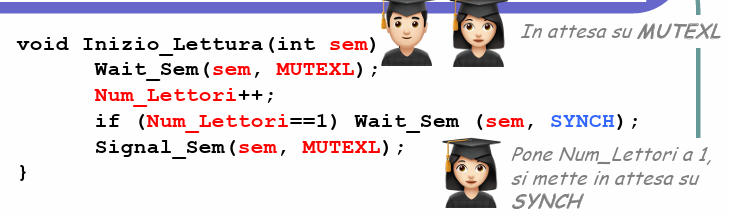 void Inizio_Lettura(int sem)
In attesa su MUTEXL
Wait_Sem(sem, MUTEXL);
Num_Lettori++;
if (Num_Lettori==1) Wait_Sem (sem, SYNCH);
Signal_Sem(sem, MUTEXL);
}
Pone Num_Lettori a 1,
si mette in attesa su
SYNCH